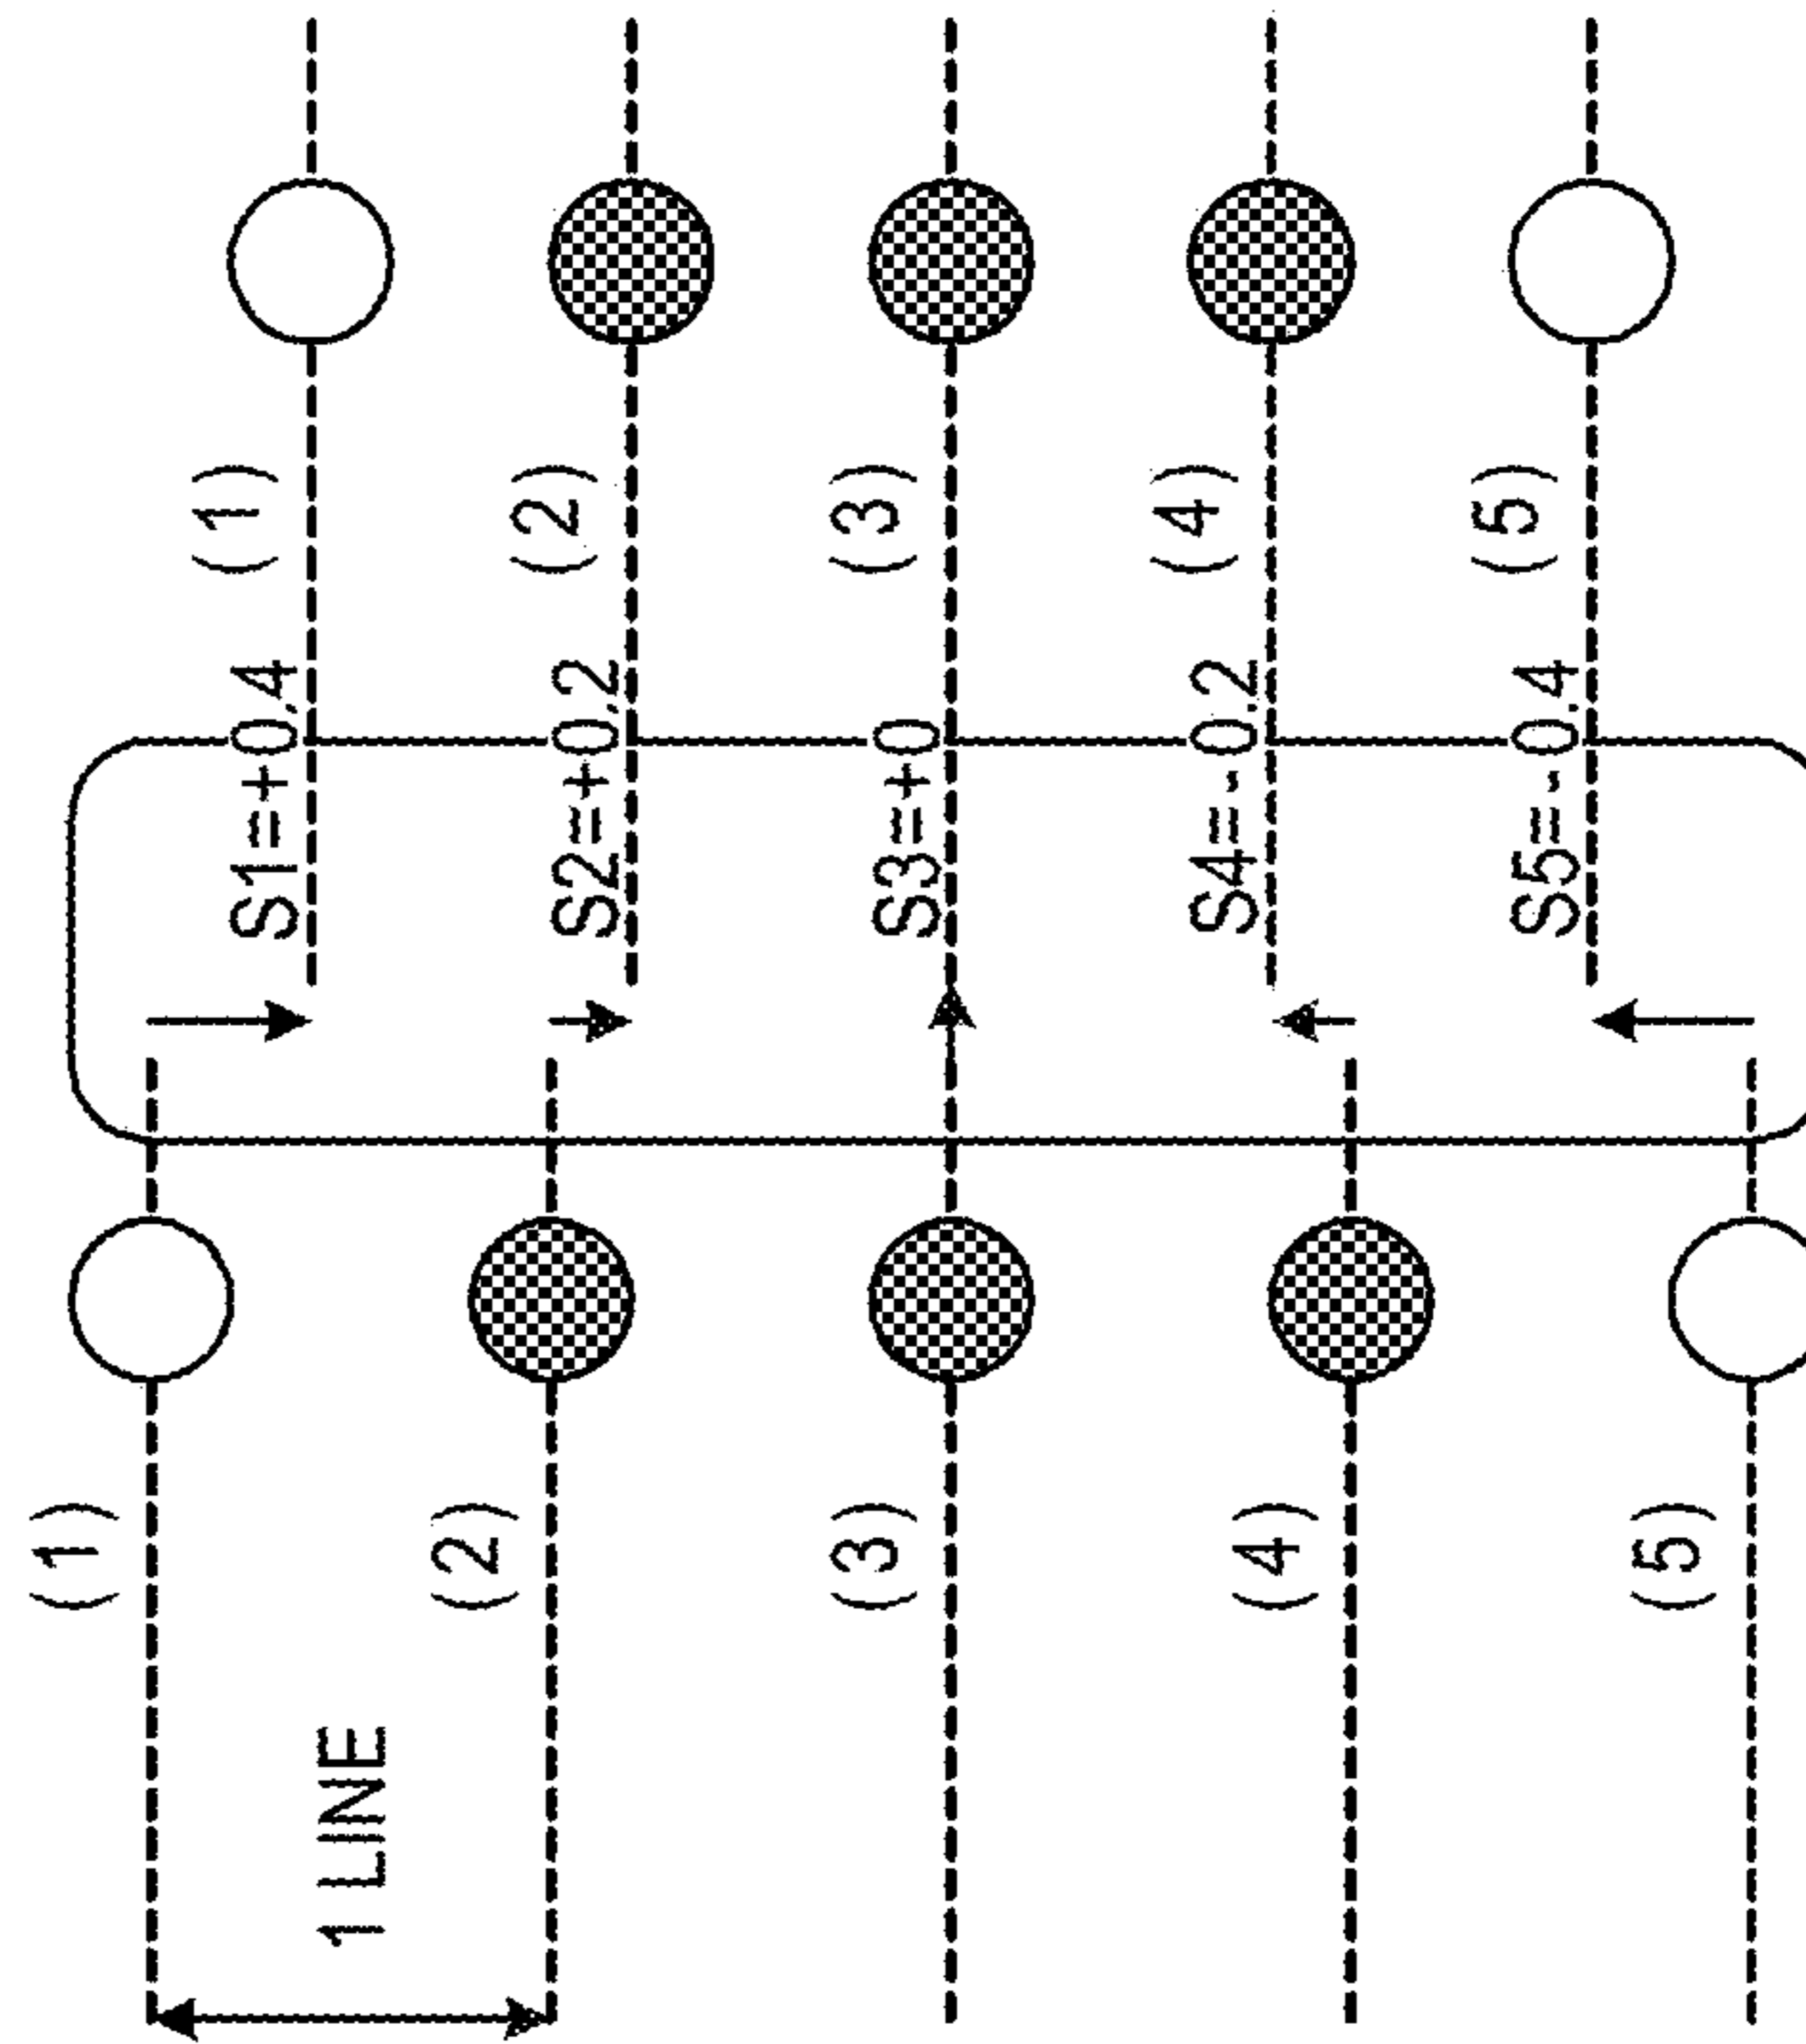 (1)
(2)
(3)
(4)
(5)
S1=+0.4
S2=+0.2
S3=+0
S4=-0.2
S5=-0.4
(1)
(2)
(3)
(4)
(5)
1 LINE